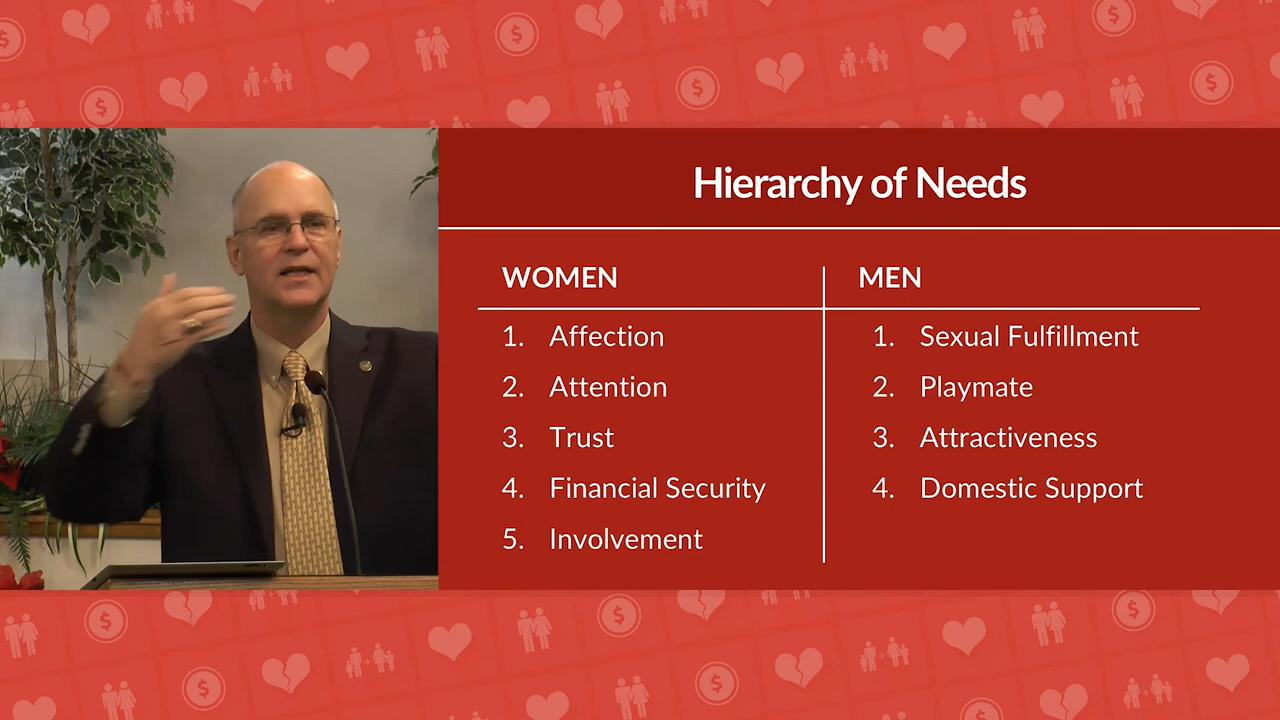 Hierarchy of Needs
WOMEN
1. Affection
2. Attention
3. Trust
4. Financial Security
5. Involvement
MEN
1. Sexual Fulfillment
2. Playmate
3. Attractiveness
4. Domestic Support